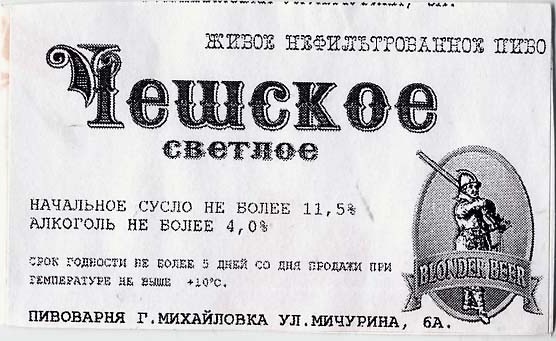 ЖИВОЕ НЕФИЛЬТРОВАННОЕ ПИВО
Чешское
светлое
НАЧАЛЬНОЕ СУСЛО НЕ БОЛЕЕ 11,5%
АЛКОГОЛЬ НЕ БОЛЕЕ 4,0%
СРОК ГОДНОСТИ НЕ БОЛЕЕ 5 ДНЕЙ СО ДНЯ ПРОДАЖИ ПРИ
ТЕМПЕРАТУРЕ НЕ ВЫШЕ +10°С.
BLONDER BEER
ПИВОВАРНЯ Г.МИХАЙЛОВКА УЛ.МИЧУРИНА, 6А.